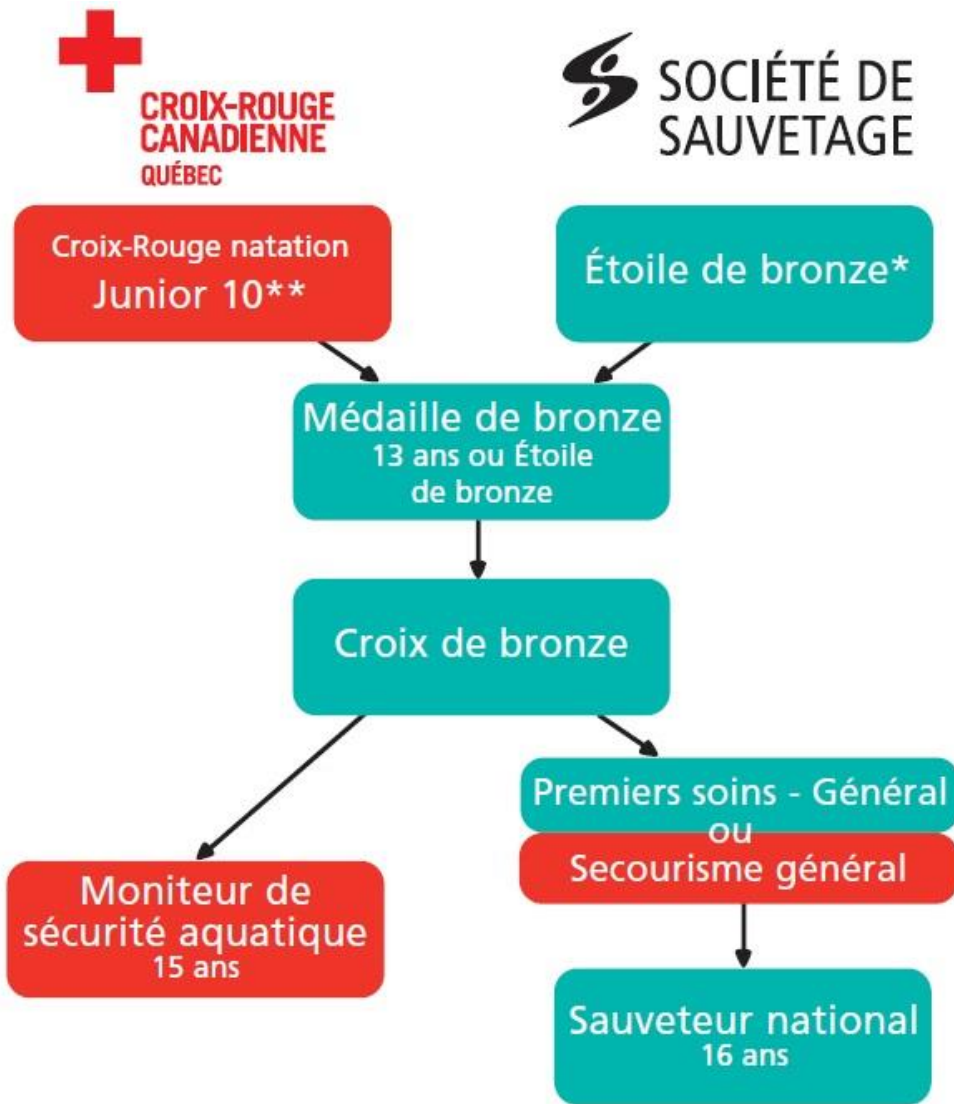 CROIX-ROUGE
CANADIENNE
QUÉBEC
SOCIÉTÉ DE
SAUVETAGE
Croix-Rouge natation
Junior 10**
Étoile de bronze*
Médaille de bronze
13 ans ou Étoile
de bronze
Croix de bronze
Premiers soins - Général
ou
Secourisme général
Moniteur de
sécurité aquatique
15 ans
Sauveteur national
16 ans